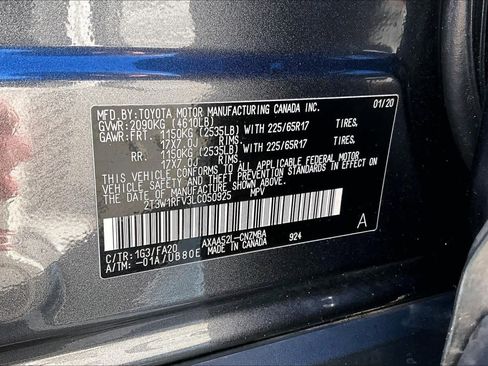 MFD.BY: TOYOTA MOTOR MANUFACTURING CANADA INC. 01/20
GVWR: 2090KG (4610LB)
GAWR: FRT. 1150KG (2535LB) WITH 225/65R17 TIRES,
17X7.0J RIMS
RR. 1150KG (2535LB) WITH 225/65R17 TIRES,
17X7.0J RIMS
THIS VEHICLE CONFORMS TO ALL APPLICABLE FEDERAL MOTOR
VEHICLE SAFETY STANDARDS IN EFFECT ON THE DATE OF
MANUFACTURE SHOWN ABOVE.
2T3W1RFV3LC050925 MPV
A
C/TR: 1G3/FA20 AXAA52L-CNZMBA 924
A/TM: -01A/UB80E MADE IN CANADA